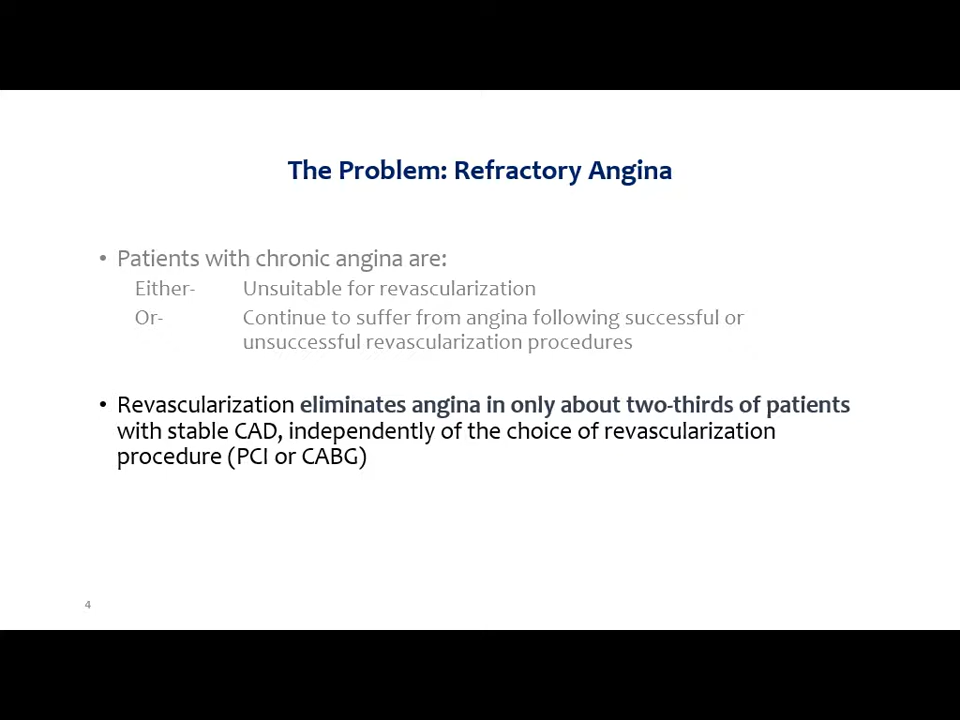 The Problem: Refractory Angina
• Patients with chronic angina are:
Either- Unsuitable for revascularization
Or- Continue to suffer from angina following successful or
unsuccessful revascularization procedures
• Revascularization eliminates angina in only about two-thirds of patients
with stable CAD, independently of the choice of revascularization
procedure (PCI or CABG)
4